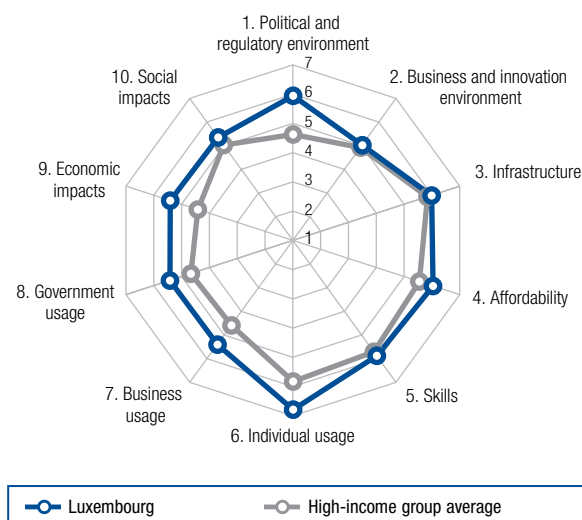 1. Political and
regulatory environment
2. Business and innovation
environment
3. Infrastructure
4. Affordability
5. Skills
6. Individual usage
7. Business
usage
8. Government
usage
9. Economic
impacts
10. Social
impacts
7
6
5
4
3
2
1
Luxembourg
High-income group average